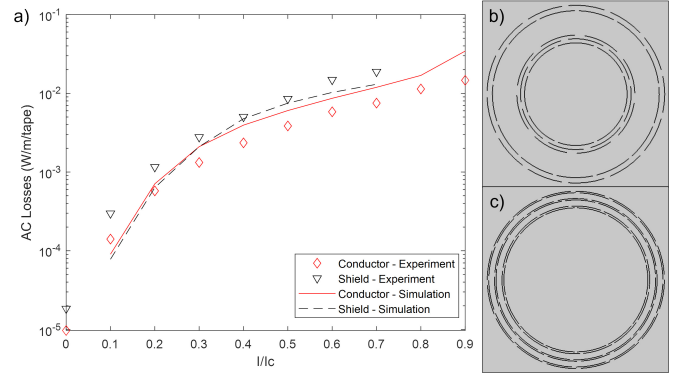 a)
AC Losses (W/m/tape)
10^-1
10^-2
10^-3
10^-4
10^-5
0 0.1 0.2 0.3 0.4 0.5 0.6 0.7 0.8 0.9
I/Ic
Conductor - Experiment
Shield - Experiment
Conductor - Simulation
Shield - Simulation
b)
c)